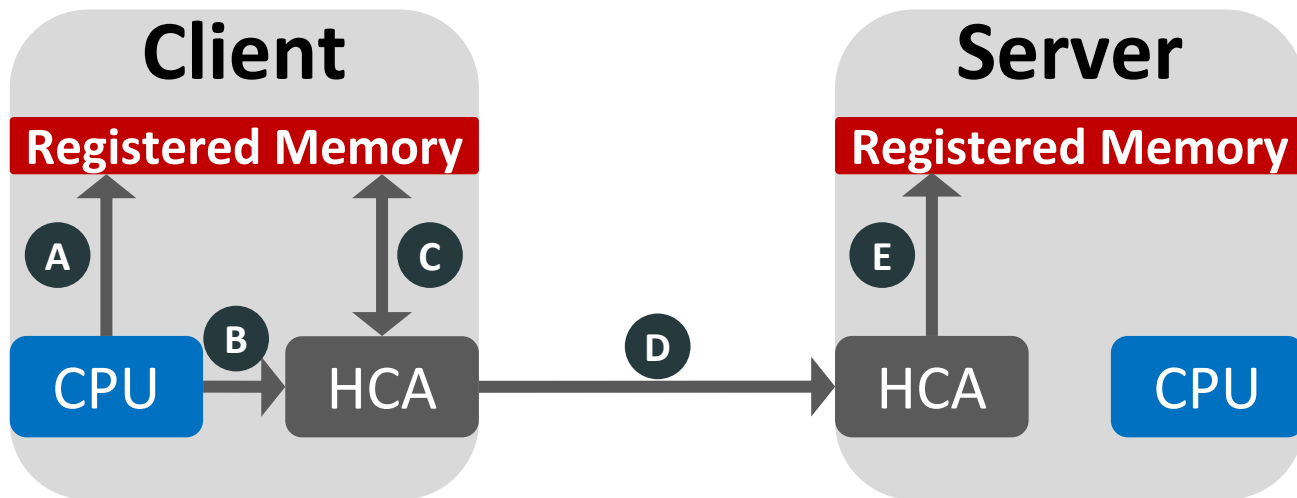 Client
Server
Registered Memory
Registered Memory
A
C
E
B
D
CPU
HCA
HCA
CPU